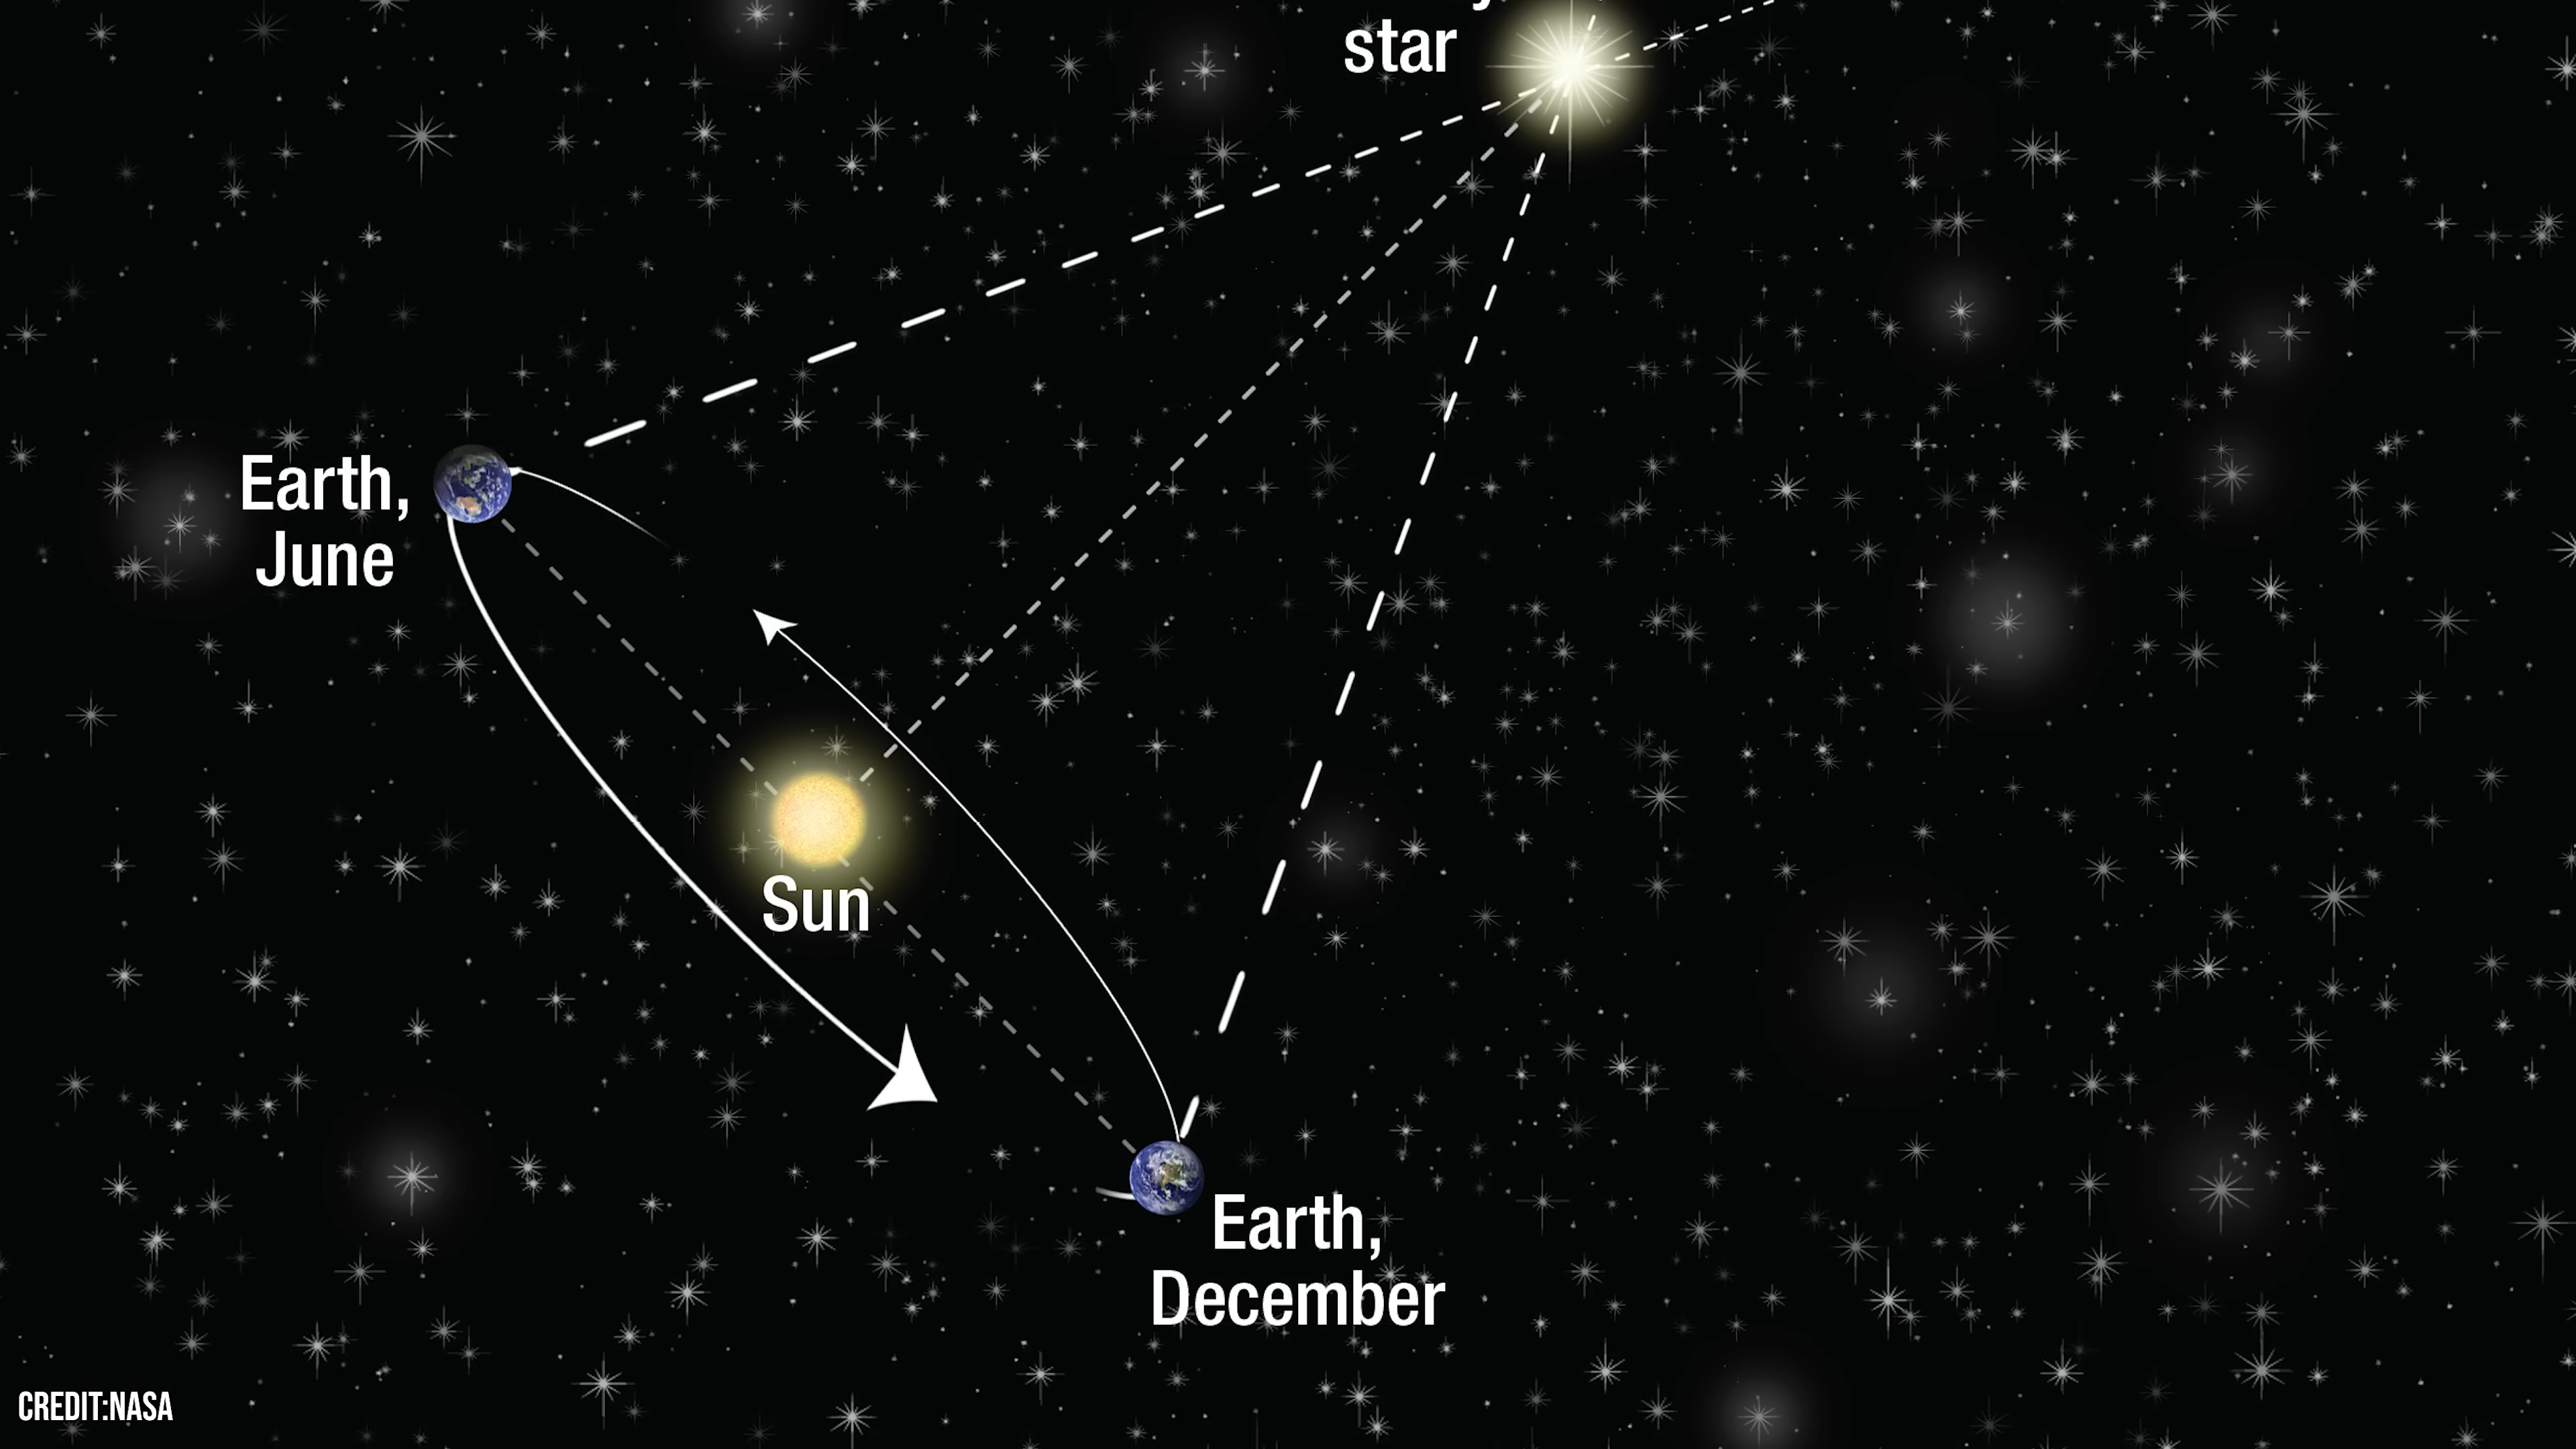 star
Earth,
June
Sun
Earth,
December
CREDIT:NASA